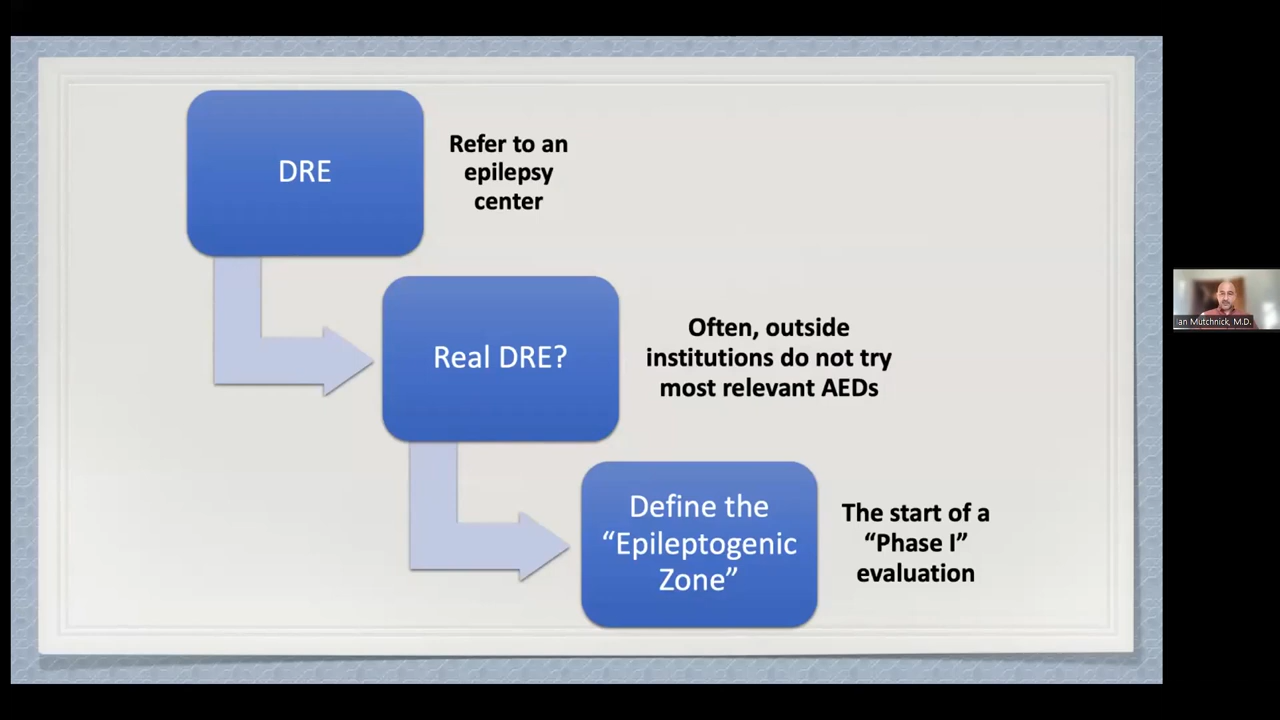 DRE
Refer to an
epilepsy
center
Real DRE?
Often, outside
institutions do not try
most relevant AEDs
Define the
“Epileptogenic
Zone”
The start of a
“Phase I”
evaluation
Ian Mutchnick, M.D.